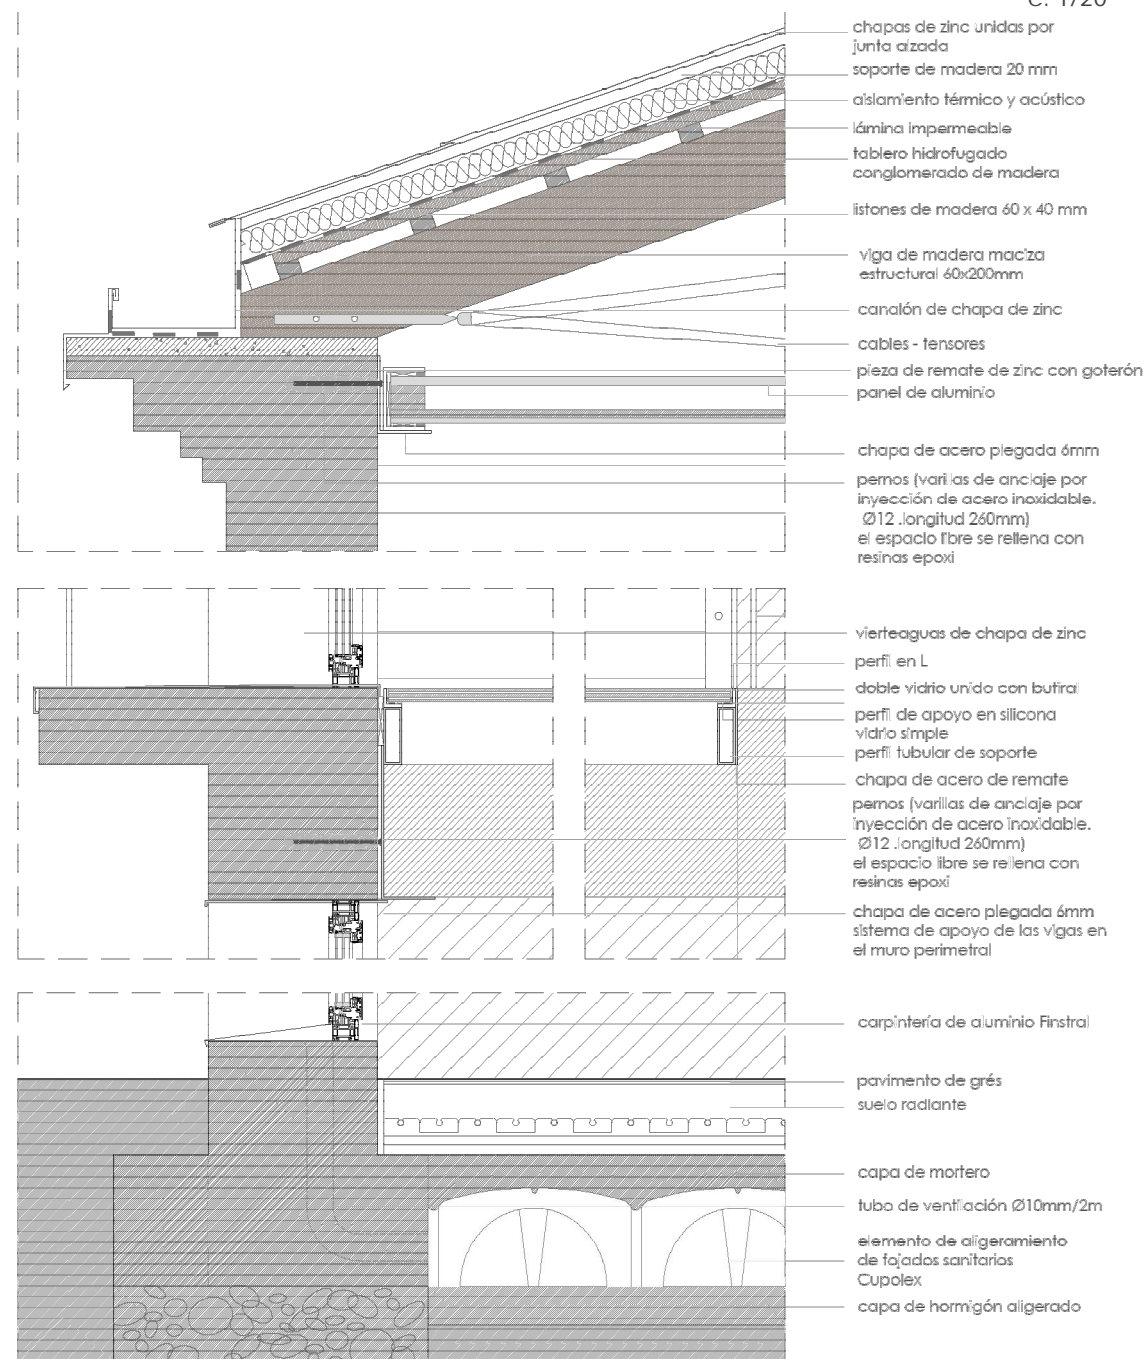 C. 1/20
chapas de zinc unidas por
junta alzada
soporte de madera 20 mm
aislamiento térmico y acústico
lámina impermeable
tablero hidrofugado
conglomerado de madera
listones de madera 60 x 40 mm
viga de madera maciza
estructural 60x200mm
canalón de chapa de zinc
cables - tensores
pieza de remate de zinc con goterón
panel de aluminio
chapa de acero plegada 6mm
pernos (varillas de anclaje por
inyección de acero inoxidable.
Ø12 .longitud 260mm)
el espacio libre se rellena con
resinas epoxi
vierteaguas de chapa de zinc
perfil en L
doble vidrio unido con butiral
perfil de apoyo en silicona
vidrio simple
perfil tubular de soporte
chapa de acero de remate
pernos (varillas de anclaje por
inyección de acero inoxidable.
Ø12 .longitud 260mm)
el espacio libre se rellena con
resinas epoxi
chapa de acero plegada 6mm
sistema de apoyo de las vigas en
el muro perimetral
carpintería de aluminio Finstral
pavimento de grés
suelo radiante
capa de mortero
tubo de ventilación Ø10mm/2m
elemento de aligeramiento
de fojados sanitarios
Cupolex
capa de hormigón aligerado